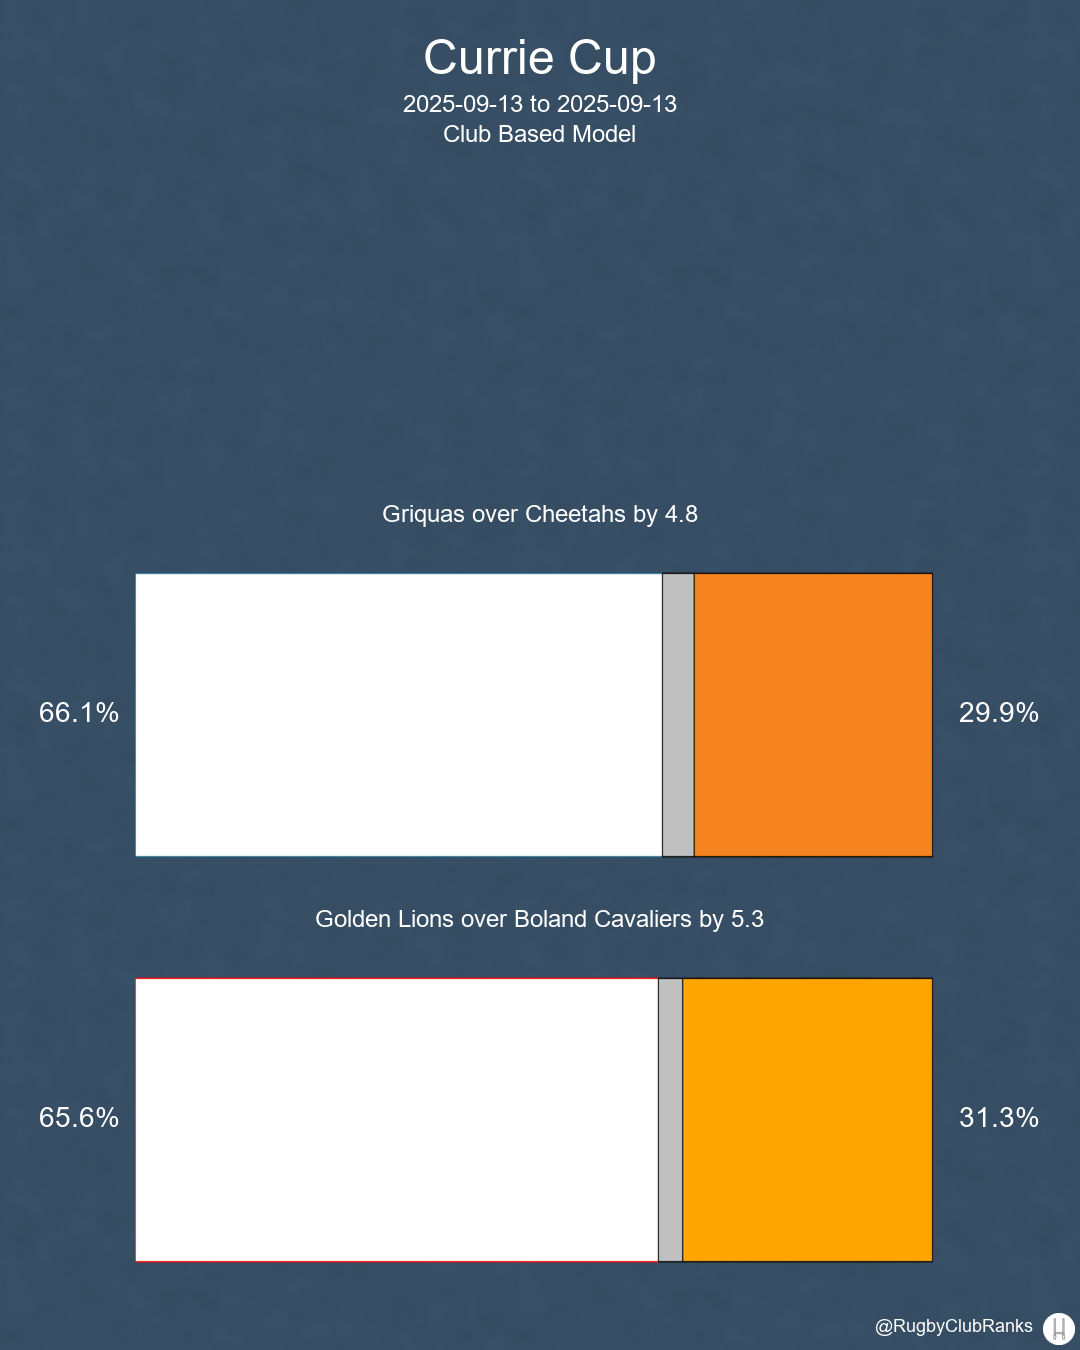 Currie Cup
2025-09-13 to 2025-09-13
Club Based Model
Griquas over Cheetahs by 4.8
66.1%
29.9%
Golden Lions over Boland Cavaliers by 5.3
65.6%
31.3%
@RugbyClubRanks